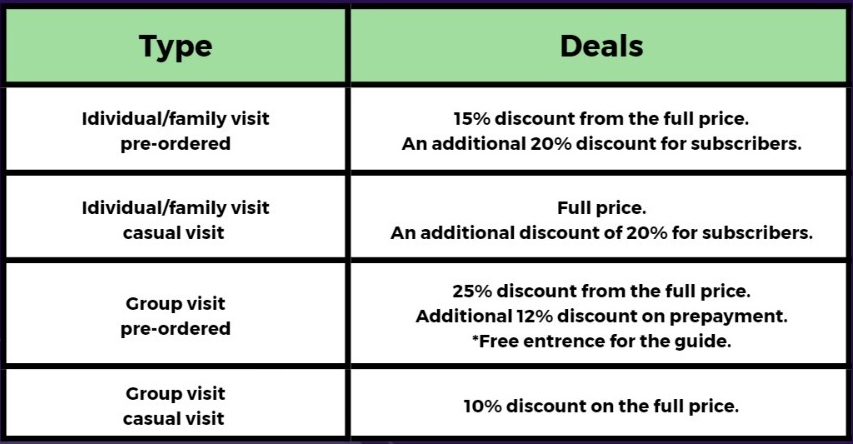 Type
Deals
Idividual/family visit
pre-ordered
15% discount from the full price.
An additional 20% discount for subscribers.
Idividual/family visit
casual visit
Full price.
An additional discount of 20% for subscribers.
Group visit
pre-ordered
25% discount from the full price.
Additional 12% discount on prepayment.
*Free entrence for the guide.
Group visit
casual visit
10% discount on the full price.